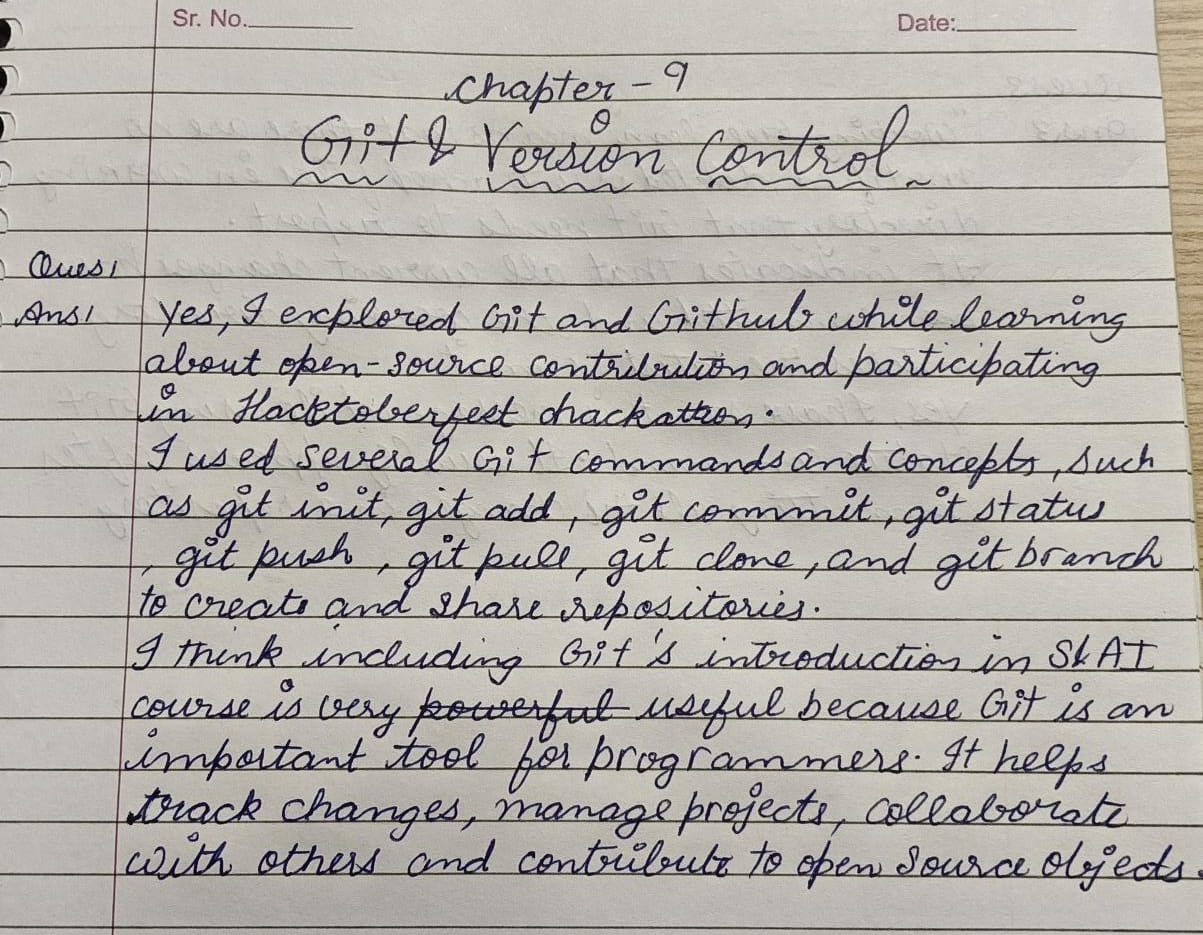 Sr. No.
Date:
Chapter - 9
Git & Version Control
Ques1
Ans1 Yes, I explored Git and Github while learning
about open-source contribution and participating
in Hacktoberfest hackathon.
I used several Git commands and concepts, such
as git init, git add, git commit, git status
, git push, git pull, git clone, and git branch
to create and share repositories.
I think including Git's introduction in SLAI
course is very powerful useful because Git is an
important tool for programmers. It helps
track changes, manage projects, collaborate
with others and contribute to open source objects.